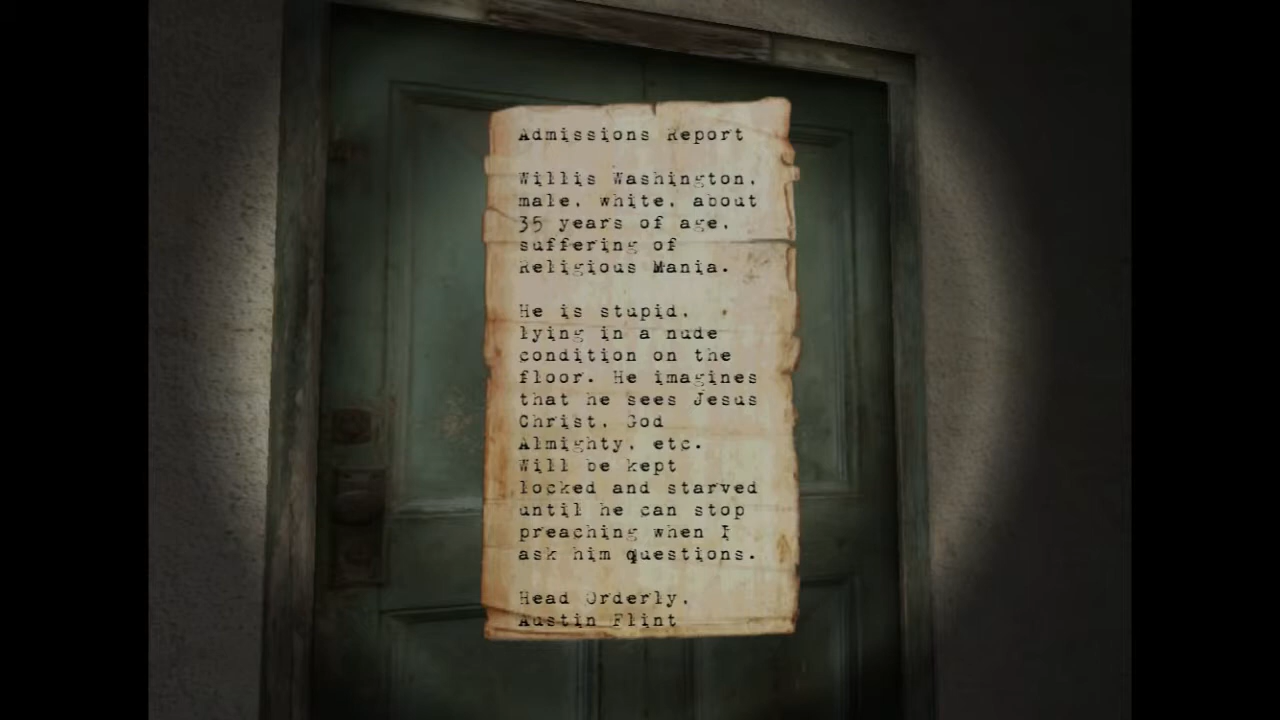 Admissions Report
Willis Washington,
male, white, about
35 years of age,
suffering of
Religious Mania.
He is stupid,
lying in a nude
condition on the
floor. He imagines
that he sees Jesus
Christ, God
Almighty, etc.
Will be kept
locked and starved
until he can stop
preaching when I
ask him questions.
Head Orderly,
Austin Flint